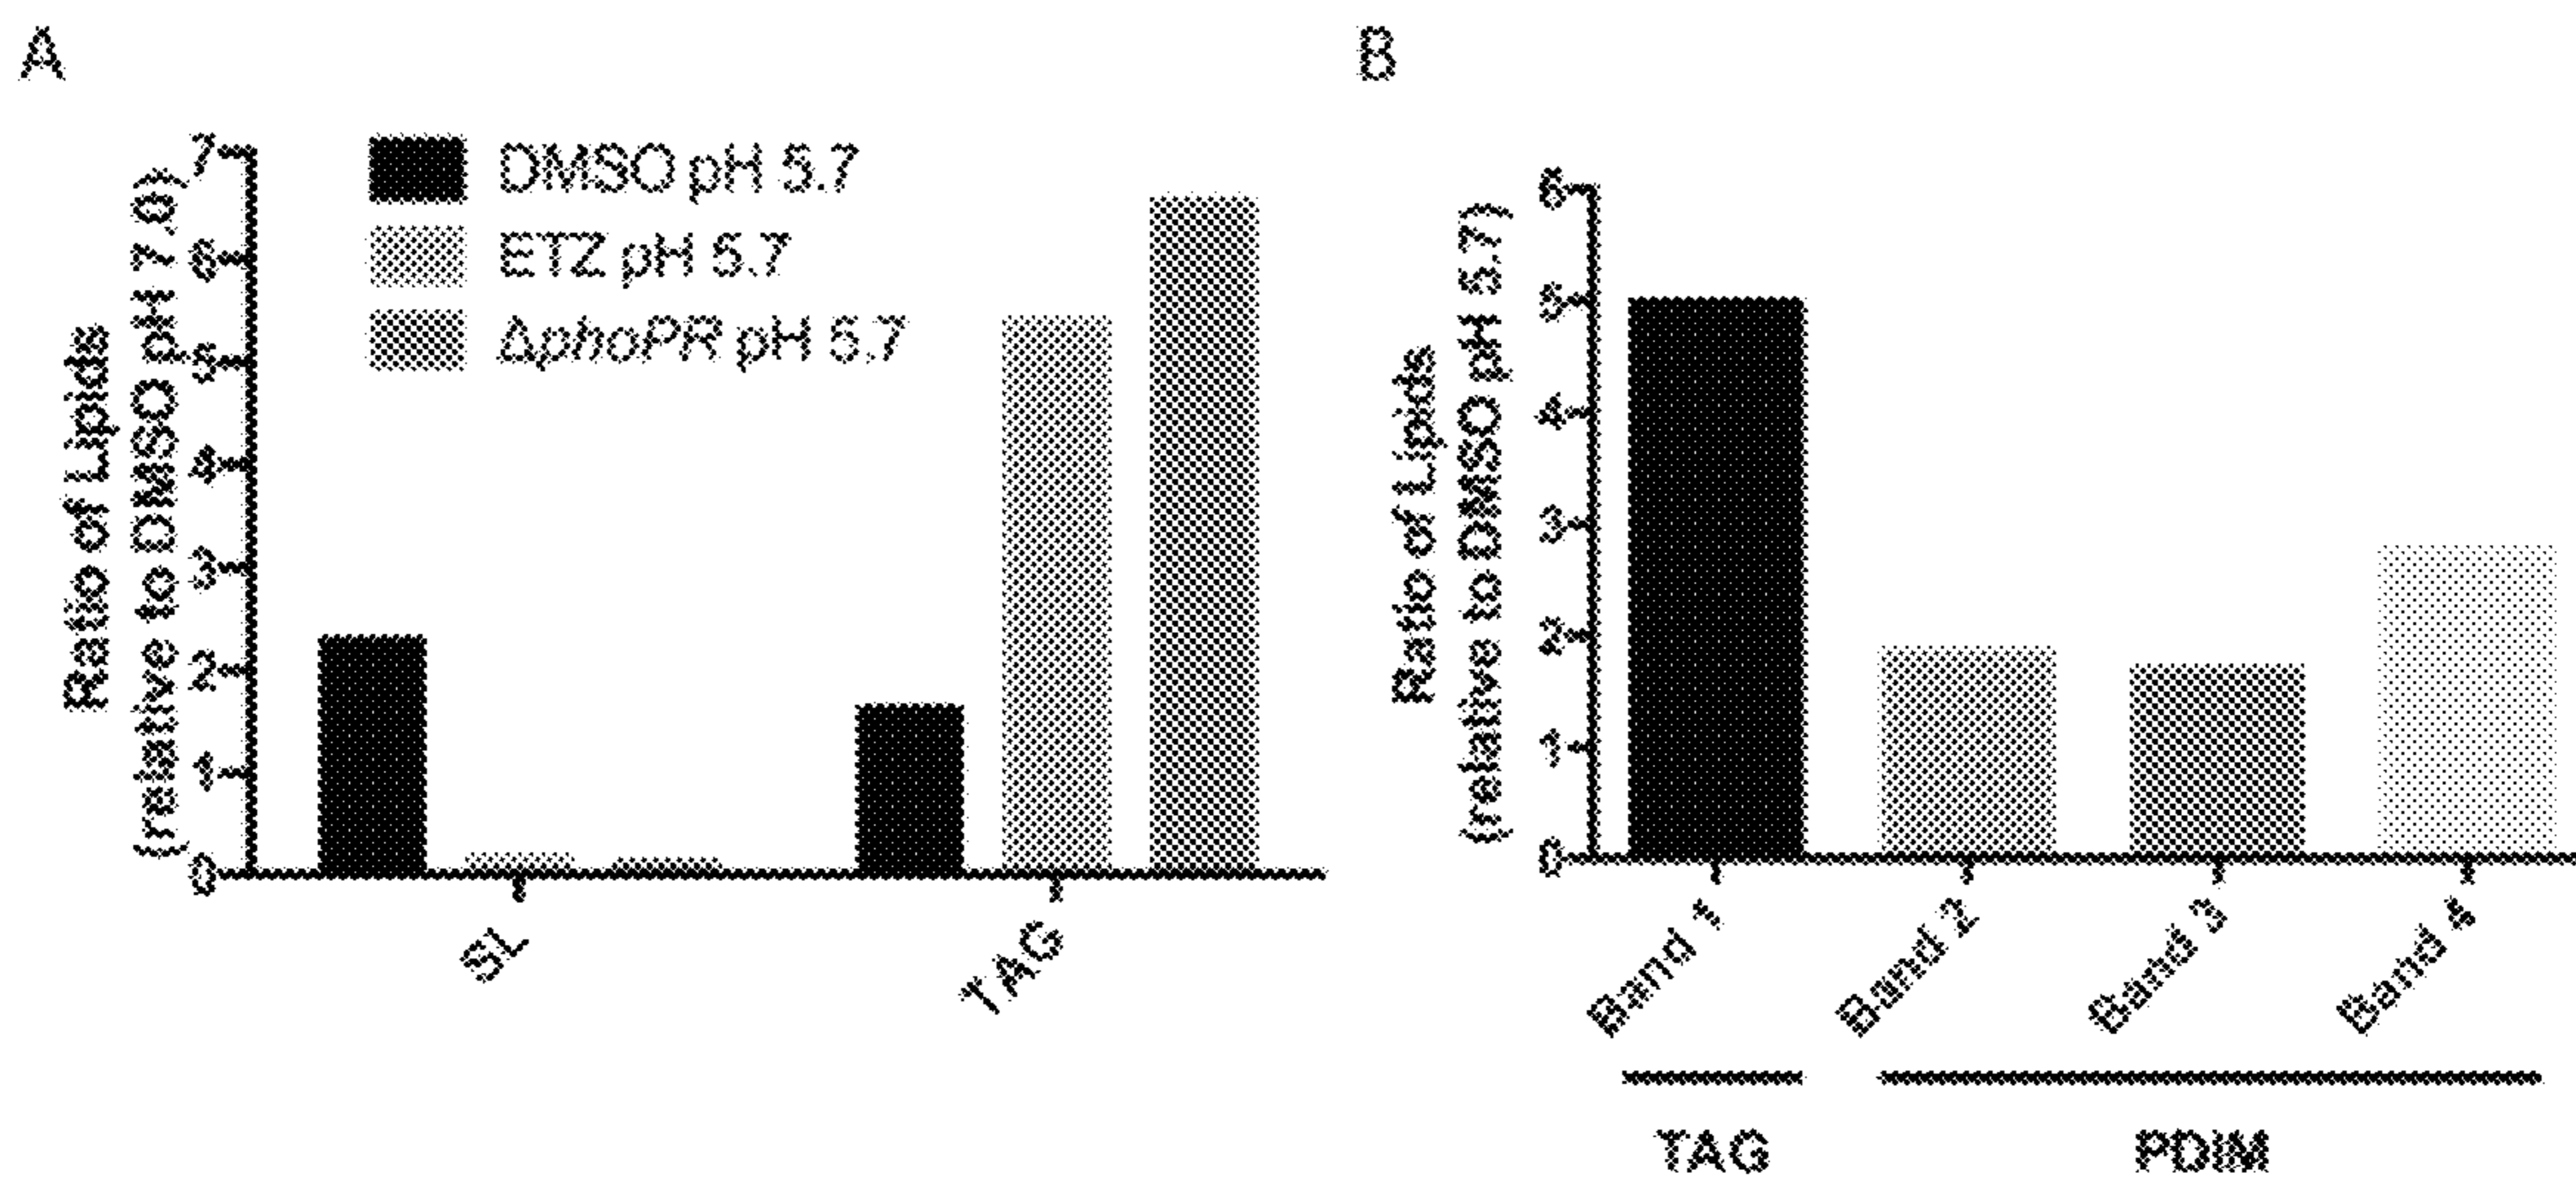 A
Ratio of Lipids
(relative to DMSO pH 7.0)
7
6
5
4
3
2
1
0
DMSO pH 5.7
ETZ pH 5.7
ΔphoPR pH 5.7
SL
TAG
B
Ratio of Lipids
(relative to DMSO pH 5.7)
6
5
4
3
2
1
0
Band 1
Band 2
Band 3
Band 4
TAG
PDIM